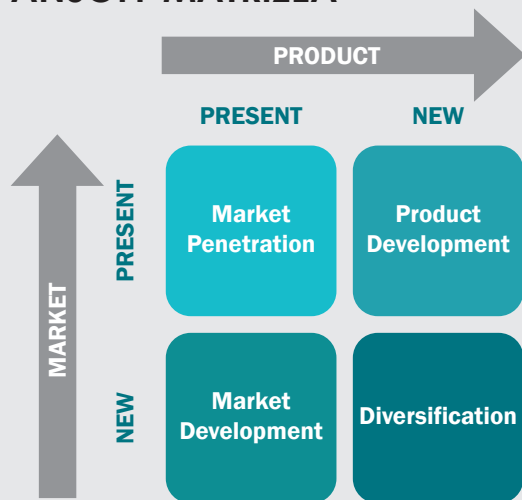 PRODUCT
PRESENT NEW
PRESENT
Market
Penetration
Product
Development
MARKET
NEW
Market
Development
Diversification